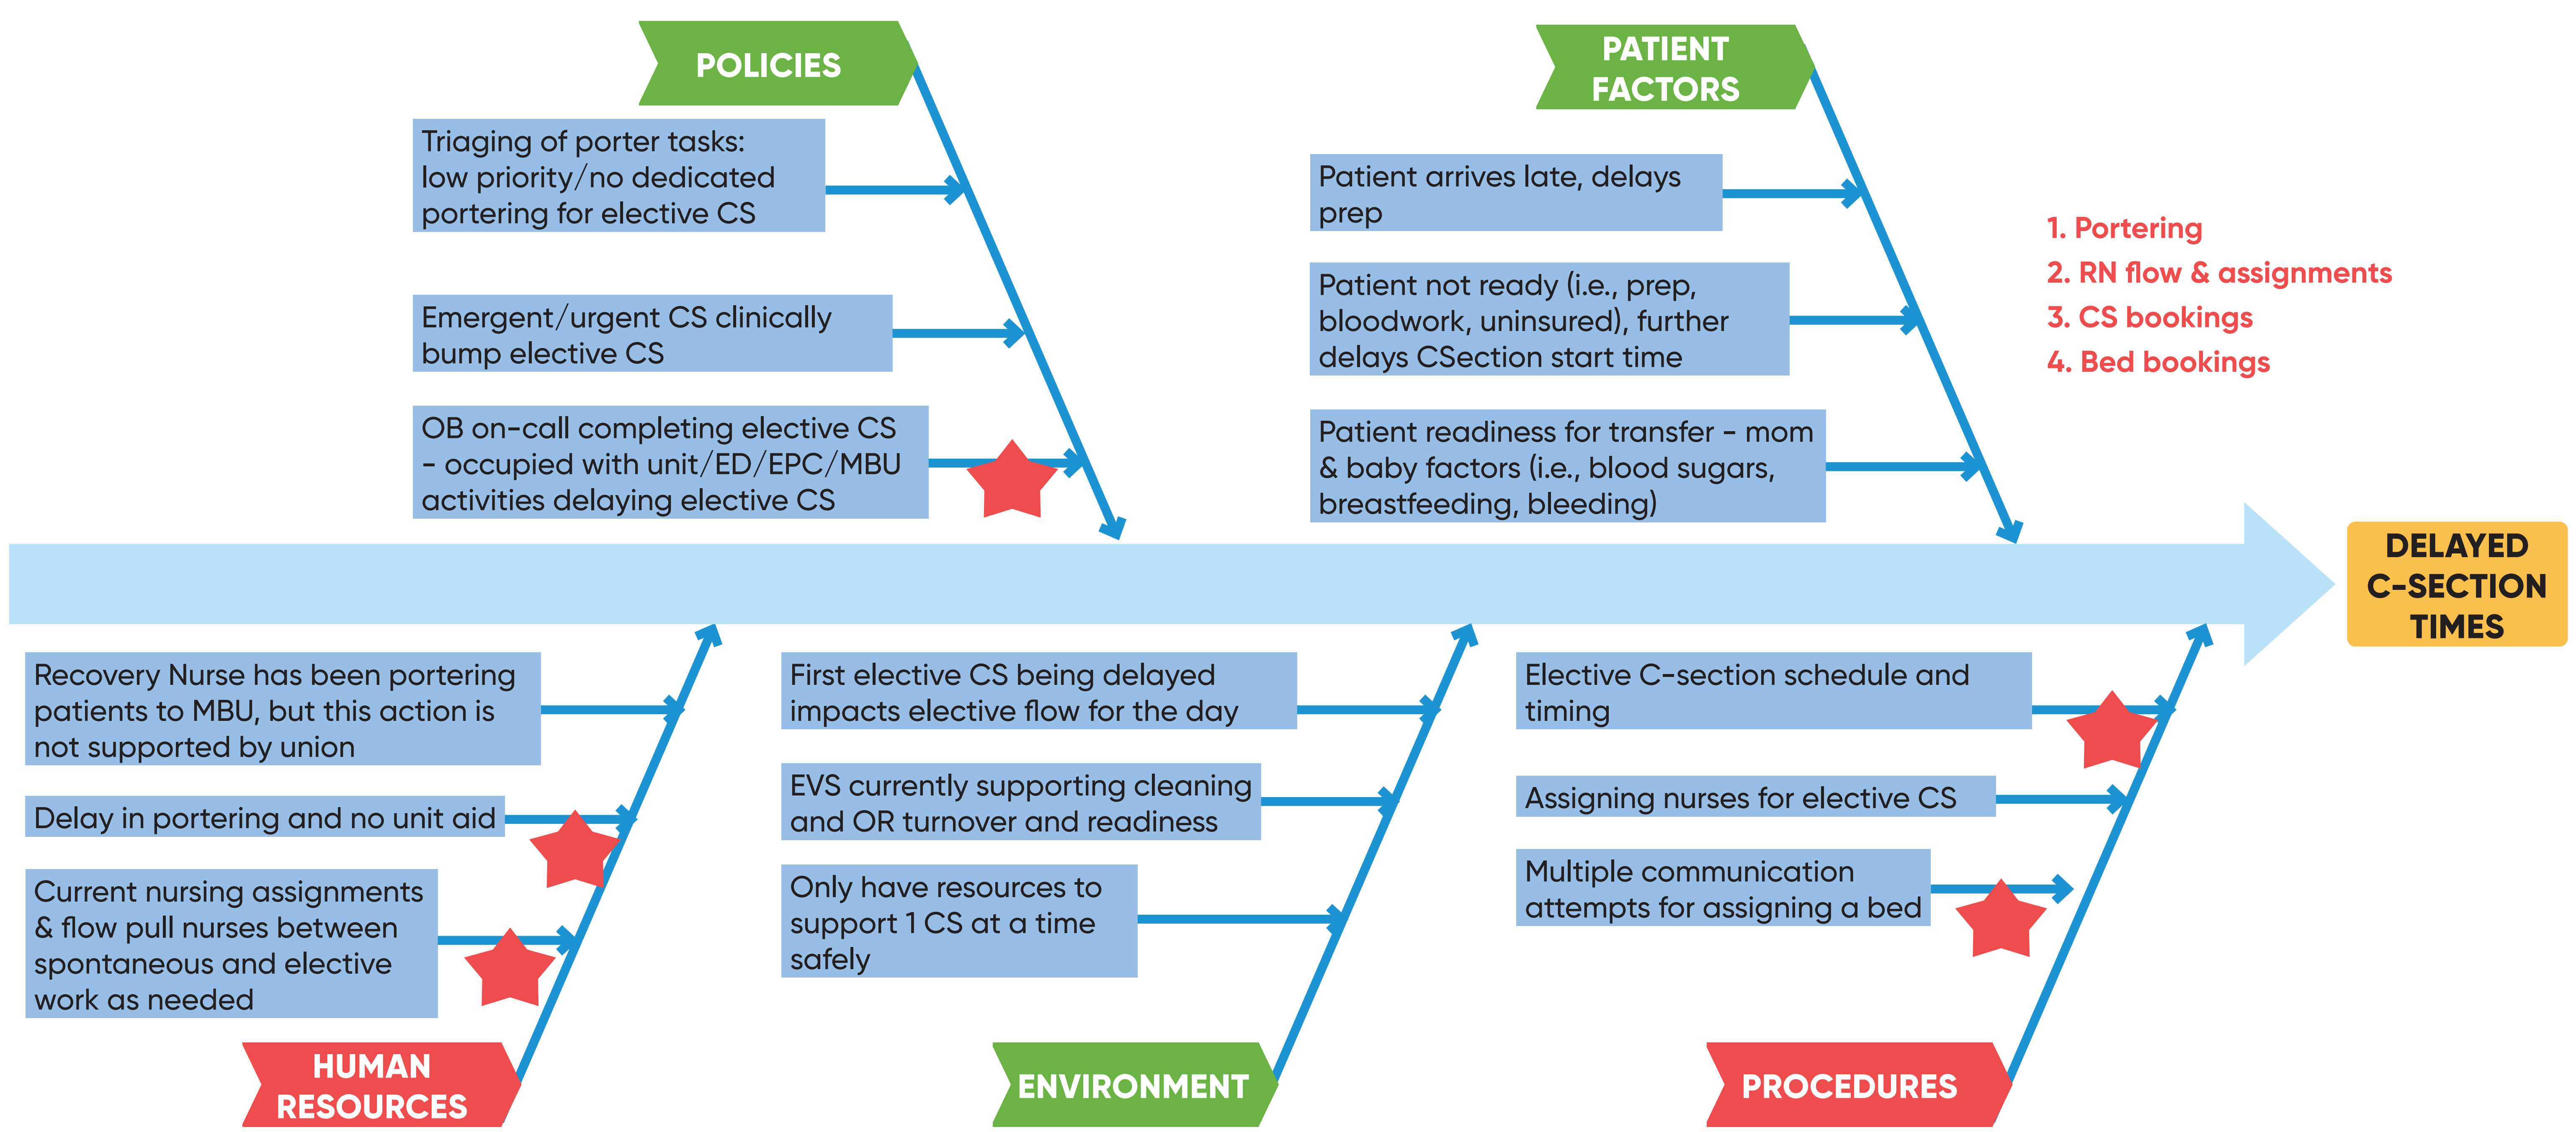 POLICIES
Triaging of porter tasks:
low priority/no dedicated
portering for elective CS
Emergent/urgent CS clinically
bump elective CS
OB on-call completing elective CS
- occupied with unit/ED/EPC/MBU
activities delaying elective CS
PATIENT
FACTORS
Patient arrives late, delays
prep
Patient not ready (i.e., prep,
bloodwork, uninsured), further
delays CSection start time
Patient readiness for transfer - mom
& baby factors (i.e., blood sugars,
breastfeeding, bleeding)
1. Portering
2. RN flow & assignments
3. CS bookings
4. Bed bookings
DELAYED
C-SECTION
TIMES
Recovery Nurse has been portering
patients to MBU, but this action is
not supported by union
Delay in portering and no unit aid
Current nursing assignments
& flow pull nurses between
spontaneous and elective
work as needed
HUMAN
RESOURCES
First elective CS being delayed
impacts elective flow for the day
EVS currently supporting cleaning
and OR turnover and readiness
Only have resources to
support 1 CS at a time
safely
ENVIRONMENT
Elective C-section schedule and
timing
Assigning nurses for elective CS
Multiple communication
attempts for assigning a bed
PROCEDURES